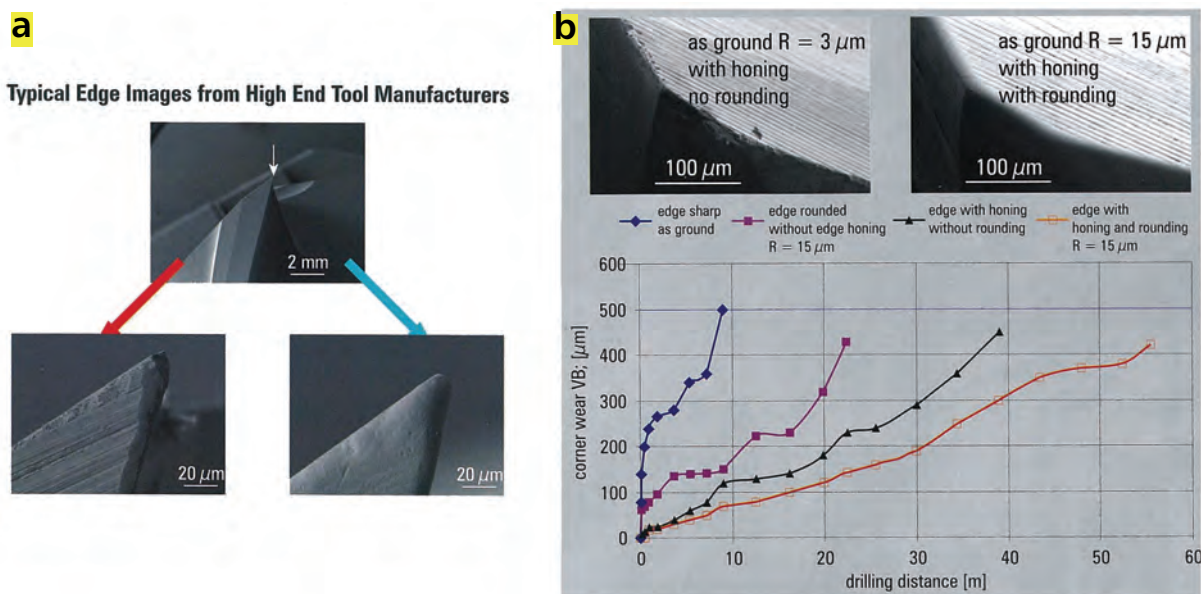 a
Typical Edge Images from High End Tool Manufacturers
2 mm
20 µm
20 µm
b
as ground R = 3 µm
with honing
no rounding
100 µm
as ground R = 15 µm
with honing
with rounding
100 µm
edge sharp
as ground
edge rounded
without edge honing
R = 15 µm
edge with honing
without rounding
edge with
honing and rounding
R = 15 µm
corner wear VB; [µm]
600
500
400
300
200
100
0
0 10 20 30 40 50 60
drilling distance [m]